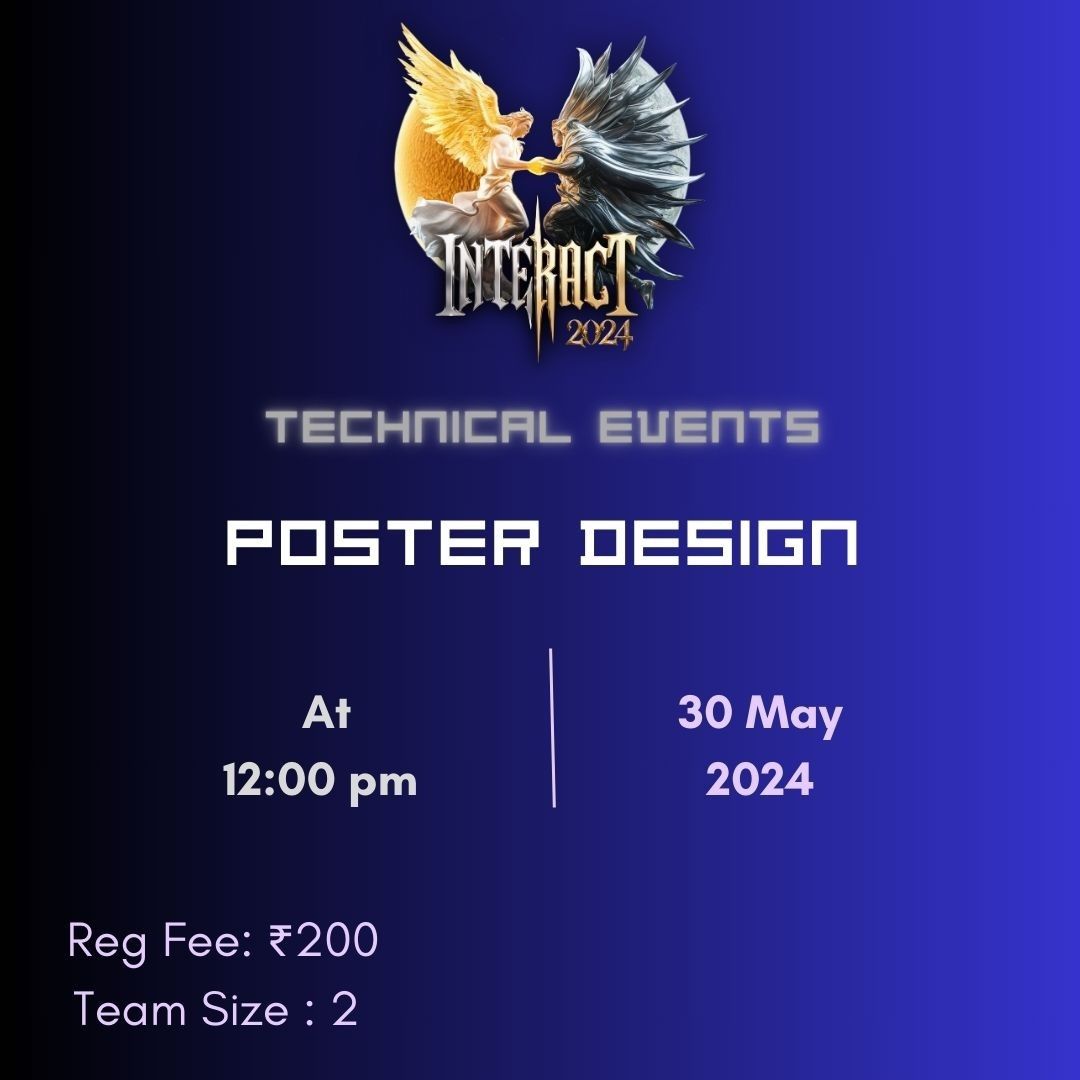 INTERACT
2024
TECHNICAL EVENTS
POSTER DESIGN
At
12:00 pm
30 May
2024
Reg Fee: ₹200
Team Size : 2